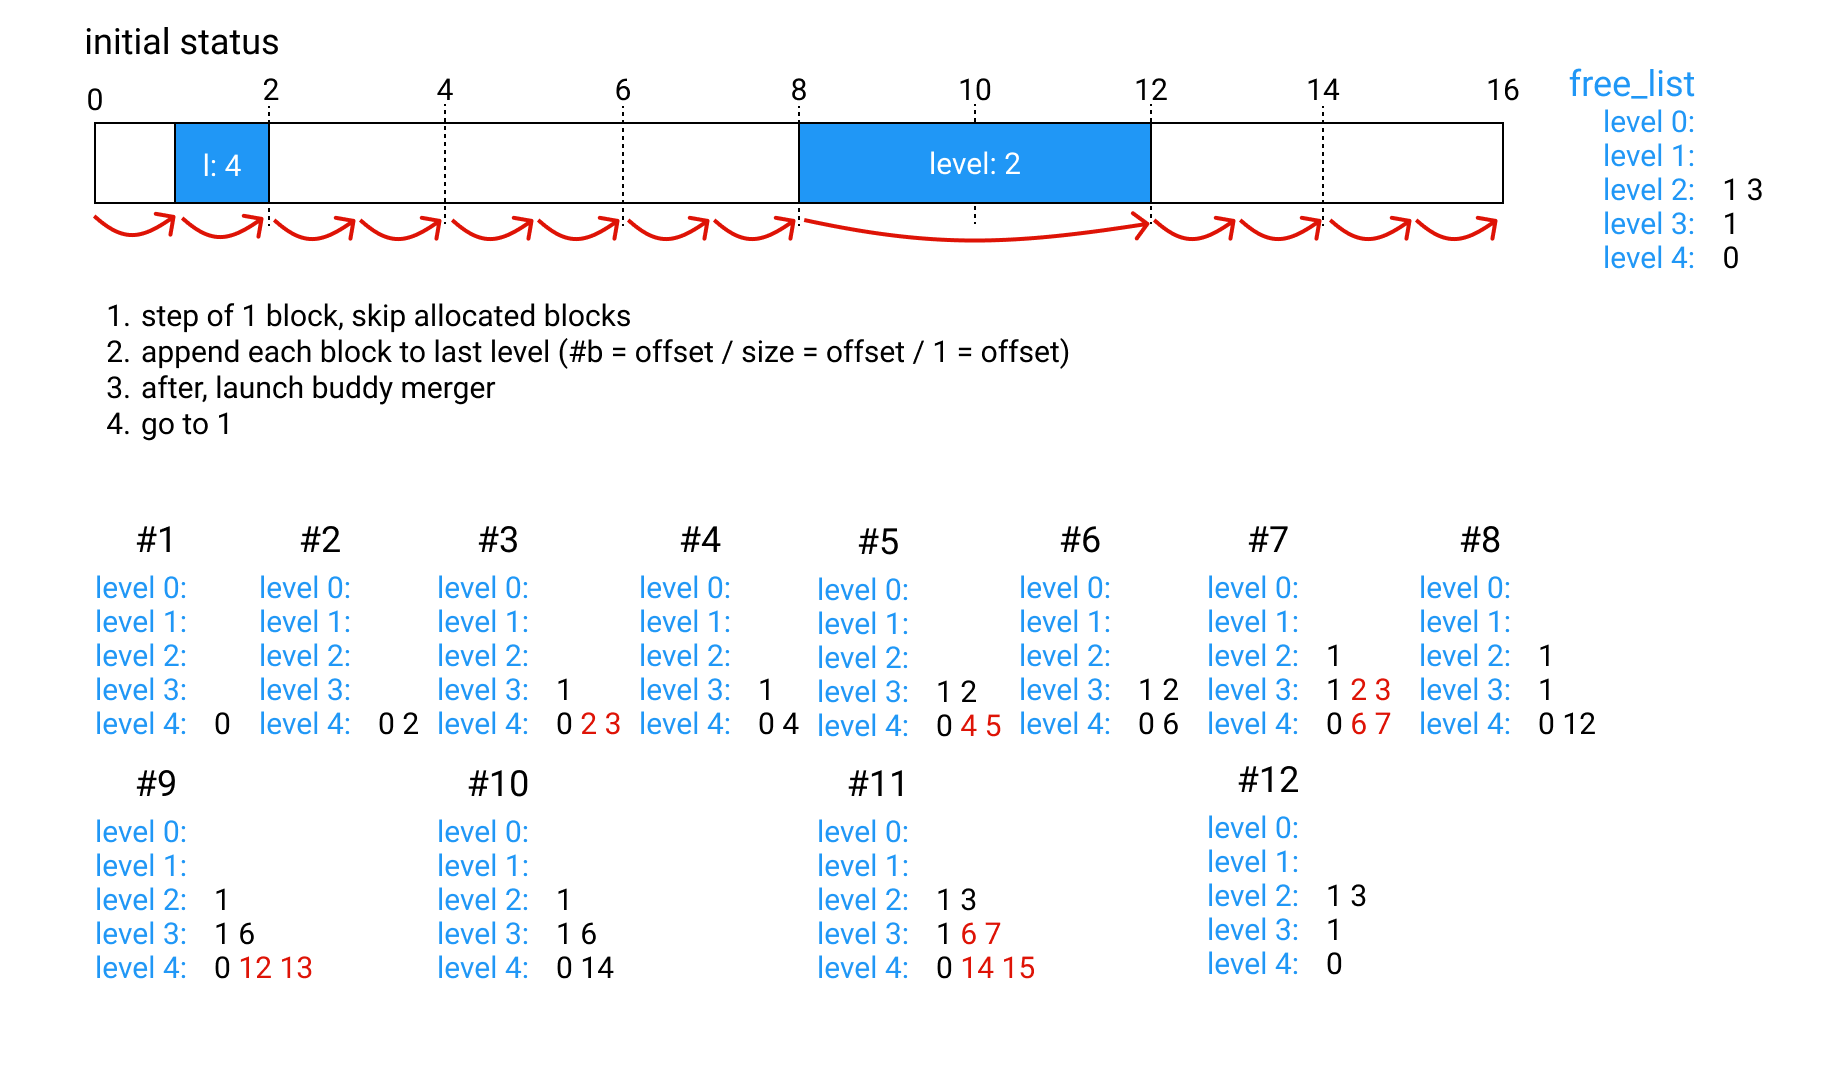 initial status
0 2 4 6 8 10 12 14 16
l: 4
level: 2
free_list
level 0:
level 1:
level 2: 1 3
level 3: 1
level 4: 0
1. step of 1 block, skip allocated blocks
2. append each block to last level (#b = offset / size = offset / 1 = offset)
3. after, launch buddy merger
4. go to 1
#1
level 0:
level 1:
level 2:
level 3:
level 4: 0
#2
level 0:
level 1:
level 2:
level 3:
level 4: 0 2
#3
level 0:
level 1:
level 2:
level 3: 1
level 4: 0 2 3
#4
level 0:
level 1:
level 2:
level 3: 1
level 4: 0 4
#5
level 0:
level 1:
level 2:
level 3: 1 2
level 4: 0 4 5
#6
level 0:
level 1:
level 2:
level 3: 1 2
level 4: 0 6
#7
level 0:
level 1:
level 2: 1
level 3: 1 2 3
level 4: 0 6 7
#8
level 0:
level 1:
level 2: 1
level 3: 1
level 4: 0 12
#9
level 0:
level 1:
level 2: 1
level 3: 1 6
level 4: 0 12 13
#10
level 0:
level 1:
level 2: 1
level 3: 1 6
level 4: 0 14
#11
level 0:
level 1:
level 2: 1 3
level 3: 1 6 7
level 4: 0 14 15
#12
level 0:
level 1:
level 2: 1 3
level 3: 1
level 4: 0